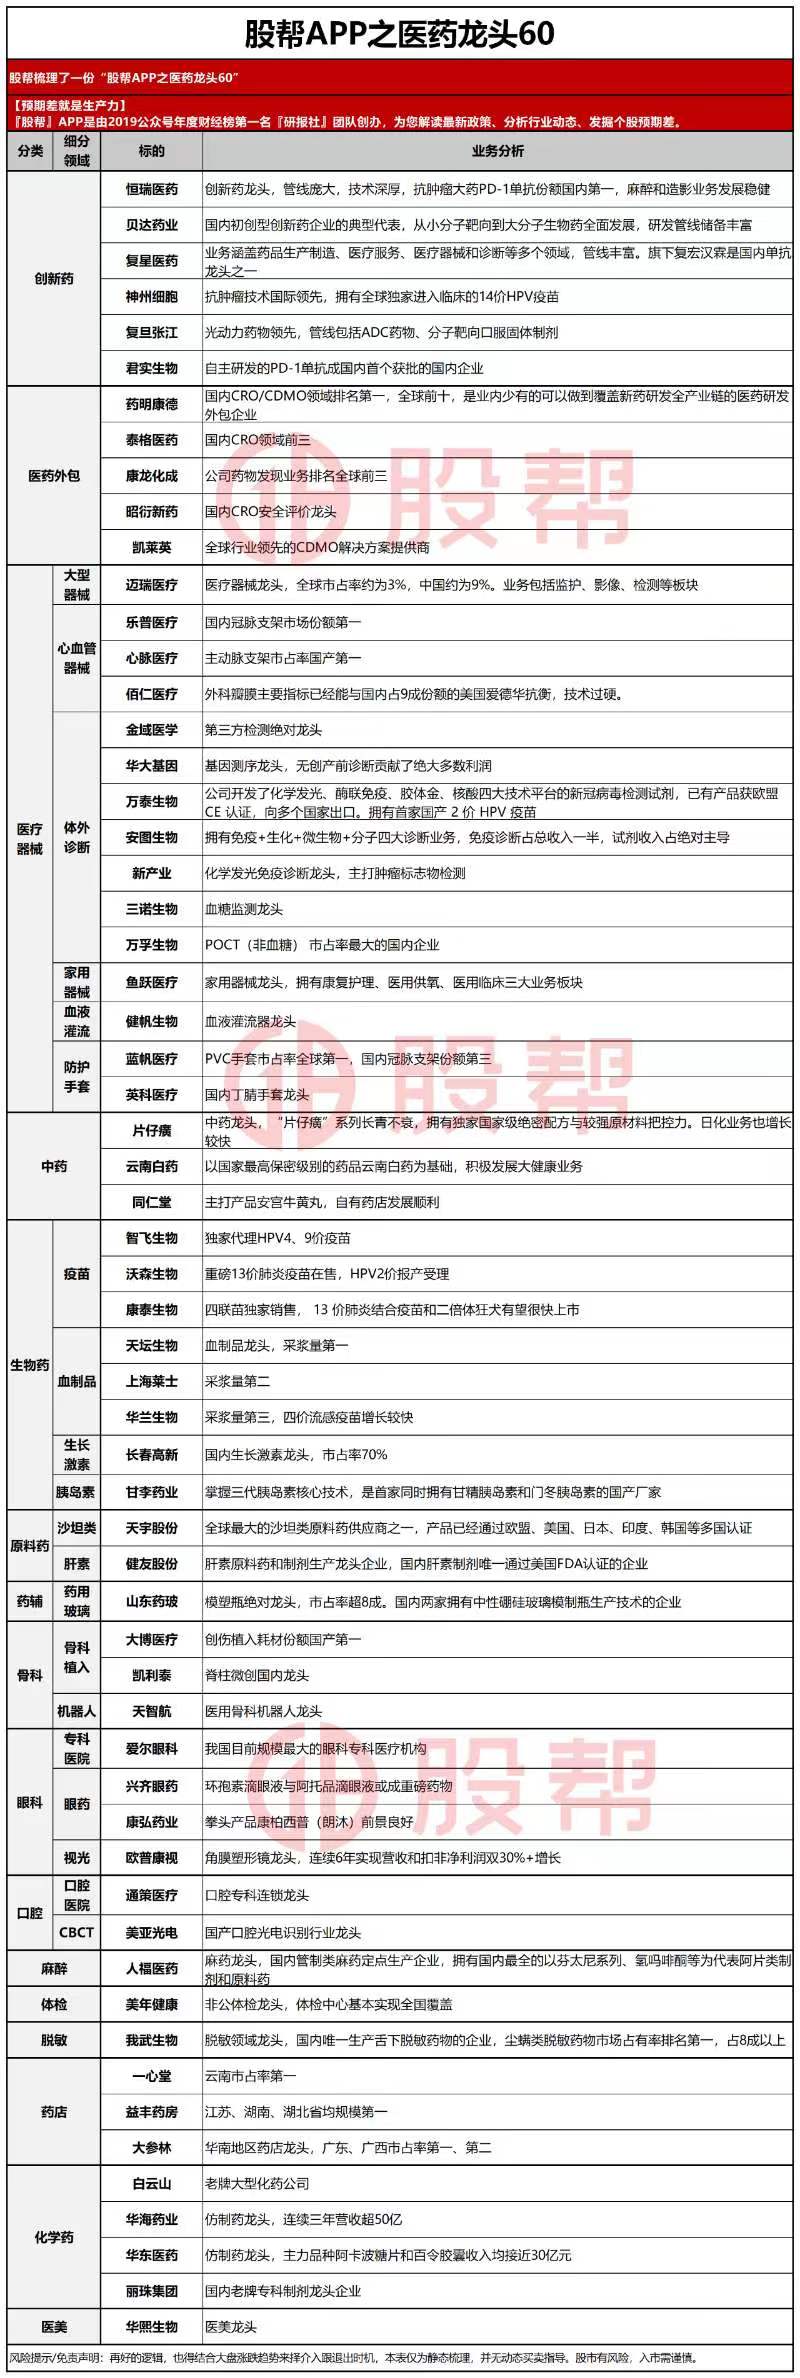 股帮APP之医药龙头60
股帮梳理了一份“股帮APP之医药龙头60”
【预期差就是生产力】
『股帮』APP是由2019公众号年度财经榜第一名『研报社』团队创办，为您解读最新政策、分析行业动态、发掘个股预期差。
分类 细分领域 标的 业务分析
创新药
恒瑞医药 创新药龙头，管线庞大，技术深厚，抗肿瘤大药PD-1单抗份额国内第一，麻醉和造影业务发展稳健
贝达药业 国内初创型创新药企业的典型代表，从小分子靶向到大分子生物药全面发展，研发管线储备丰富
复星医药 业务涵盖药品生产制造、医疗服务、医疗器械和诊断等多个领域，管线丰富。旗下复宏汉霖是国内单抗
龙头之一
神州细胞 抗肿瘤技术国际领先，拥有全球独家进入临床的14价HPV疫苗
复旦张江 光动力药物领先，管线包括ADC药物、分子靶向口服固体制剂
君实生物 自主研发的PD-1单抗成国内首个获批的国内企业
医药外包
药明康德 国内CRO/CDMO领域排名第一，全球前十，是业内少有的可以做到覆盖新药研发全产业链的医药研发
外包企业
泰格医药 国内CRO领域前三
康龙化成 公司药物发现业务排名全球前三
昭衍新药 国内CRO安全评价龙头
凯莱英 全球行业领先的CDMO解决方案提供商
股帮
医疗器械
大型器械
迈瑞医疗 医疗器械龙头，全球市占率约为3%，中国约为9%。业务包括监护、影像、检测等板块
心血管器械
乐普医疗 国内冠脉支架市场份额第一
心脉医疗 主动脉支架市占率国产第一
佰仁医疗 外科瓣膜主要指标已经能与国内占9成份额的美国爱德华抗衡，技术过硬。
体外诊断
金域医学 第三方检测绝对龙头
华大基因 基因测序龙头，无创产前诊断贡献了绝大多数利润
万泰生物 公司开发了化学发光、酶联免疫、胶体金、核酸四大技术平台的新冠病毒检测试剂，已有产品获欧盟
CE 认证，向多个国家出口。拥有首家国产 2 价 HPV 疫苗
安图生物 拥有免疫+生化+微生物+分子四大诊断业务，免疫诊断占总收入一半，试剂收入占绝对主导
新产业 化学发光免疫诊断龙头，主打肿瘤标志物检测
三诺生物 血糖监测龙头
万孚生物 POCT（非血糖） 市占率最大的国内企业
家用器械
鱼跃医疗 家用器械龙头，拥有康复护理、医用供氧、医用临床三大业务板块
血液灌流
健帆生物 血液灌流器龙头
防护手套
蓝帆医疗 PVC手套市占率全球第一，国内冠脉支架份额第三
英科医疗 国内丁腈手套龙头
股帮
中药
片仔癀 中药龙头，“片仔癀”系列长青不衰，拥有独家国家级绝密配方与较强原材料把控力。日化业务也增长
较快
云南白药 以国家最高保密级别的药品云南白药为基础，积极发展大健康业务
同仁堂 主打产品安宫牛黄丸，自有药店发展顺利
生物药
疫苗
智飞生物 独家代理HPV4、9价疫苗
沃森生物 重磅13价肺炎疫苗在售，HPV2价报产受理
康泰生物 四联苗独家销售， 13 价肺炎结合疫苗和二倍体狂犬有望很快上市
血制品
天坛生物 血制品龙头，采浆量第一
上海莱士 采浆量第二
华兰生物 采浆量第三，四价流感疫苗增长较快
生长激素
长春高新 国内生长激素龙头，市占率70%
胰岛素
甘李药业 掌握三代胰岛素核心技术，是首家同时拥有甘精胰岛素和门冬胰岛素的国产厂家
原料药
沙坦类
天宇股份 全球最大的沙坦类原料药供应商之一，产品已经通过欧盟、美国、日本、印度、韩国等多国认证
肝素
健友股份 肝素原料药和制剂生产龙头企业，国内肝素制剂唯一通过美国FDA认证的企业
药辅
药用玻璃
山东药玻 模塑瓶绝对龙头，市占率超8成。国内两家拥有中性硼硅玻璃模制瓶生产技术的企业
骨科
骨科植入
大博医疗 创伤植入耗材份额国产第一
凯利泰 脊柱微创国内龙头
机器人
天智航 医用骨科机器人龙头
眼科
专科医院
爱尔眼科 我国目前规模最大的眼科专科医疗机构
眼药
兴齐眼药 环孢素滴眼液与阿托品滴眼液或成重磅药物
康弘药业 拳头产品康柏西普（朗沐）前景良好
视光
欧普康视 角膜塑形镜龙头，连续6年实现营收和扣非净利润双30%+增长
股帮
口腔
口腔医院
通策医疗 口腔专科连锁龙头
CBCT
美亚光电 国产口腔光电识别行业龙头
麻醉
人福医药 麻药龙头，国内管制类麻药定点生产企业，拥有国内最全的以芬太尼系列、氢吗啡酮等为代表阿片类制
剂和原料药
体检
美年健康 非公体检龙头，体检中心基本实现全国覆盖
脱敏
我武生物 脱敏领域龙头，国内唯一生产舌下脱敏药物的企业，尘螨类脱敏药物市场占有率排名第一，占8成以上
药店
一心堂 云南市占率第一
益丰药房 江苏、湖南、湖北省均规模第一
大参林 华南地区药店龙头，广东、广西市占率第一、第二
化学药
白云山 老牌大型化药公司
华海药业 仿制药龙头，连续三年营收超50亿
华东医药 仿制药龙头，主力品种阿卡波糖片和百令胶囊收入均接近30亿元
丽珠集团 国内老牌专科制剂龙头企业
医美
华熙生物 医美龙头
风险提示/免责声明：再好的逻辑，也得结合大盘涨跌趋势来择介入跟退出时机，本表仅为静态梳理，并无动态买卖指导。股市有风险，入市需谨慎。